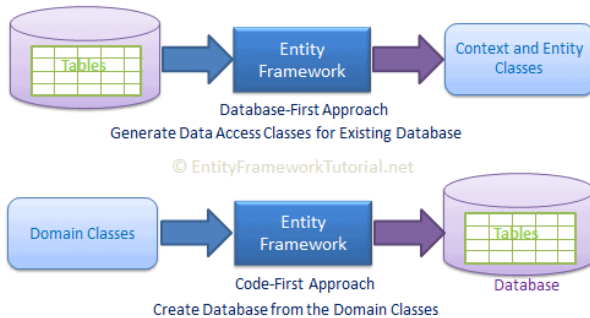 Tables
Entity
Framework
Context and Entity
Classes
Database-First Approach
Generate Data Access Classes for Existing Database
© EntityFrameworkTutorial.net
Domain Classes
Entity
Framework
Tables
Database
Code-First Approach
Create Database from the Domain Classes